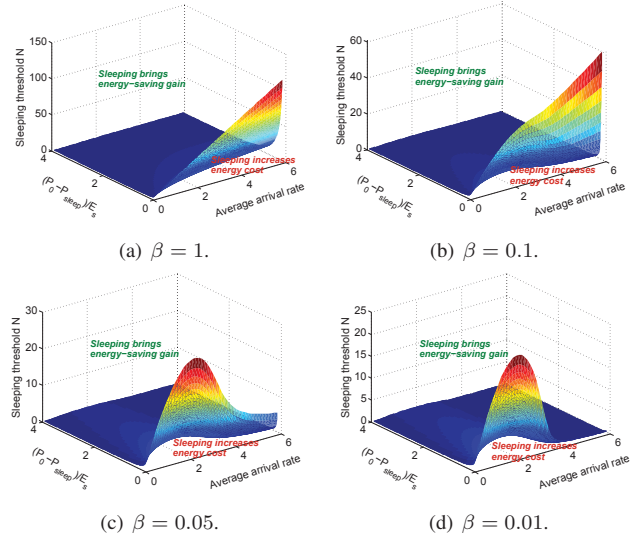 150
100
50
0
Sleeping threshold N
Sleeping brings
energy−saving gain
Sleeping increases
energy cost
4
2
0
(P0−Psleep)/Es
0
2
4
6
Average arrival rate
(a) β = 1.
60
40
20
0
Sleeping threshold N
Sleeping brings
energy−saving gain
Sleeping increases
energy cost
4
2
0
(P0−Psleep)/Es
0
2
4
6
Average arrival rate
(b) β = 0.1.
30
20
10
0
Sleeping threshold N
Sleeping brings
energy−saving gain
Sleeping increases
energy cost
4
2
0
(P0−Psleep)/Es
0
2
4
6
Average arrival rate
(c) β = 0.05.
25
20
15
10
5
0
Sleeping threshold N
Sleeping brings
energy−saving gain
Sleeping increases
energy cost
4
2
0
(P0−Psleep)/Es
0
2
4
6
Average arrival rate
(d) β = 0.01.